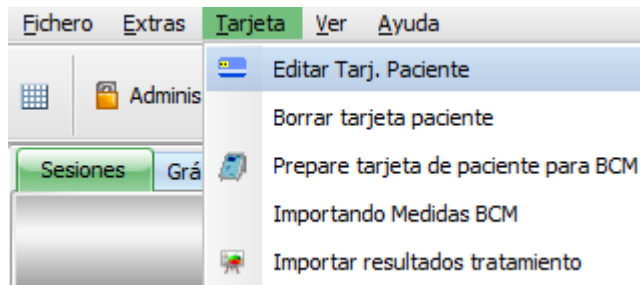 Fichero Extras Tarjeta Ver Ayuda
Editar Tarj. Paciente
Adminis
Borrar tarjeta paciente
Sesiones Grá
Prepare tarjeta de paciente para BCM
Importando Medidas BCM
Importar resultados tratamiento